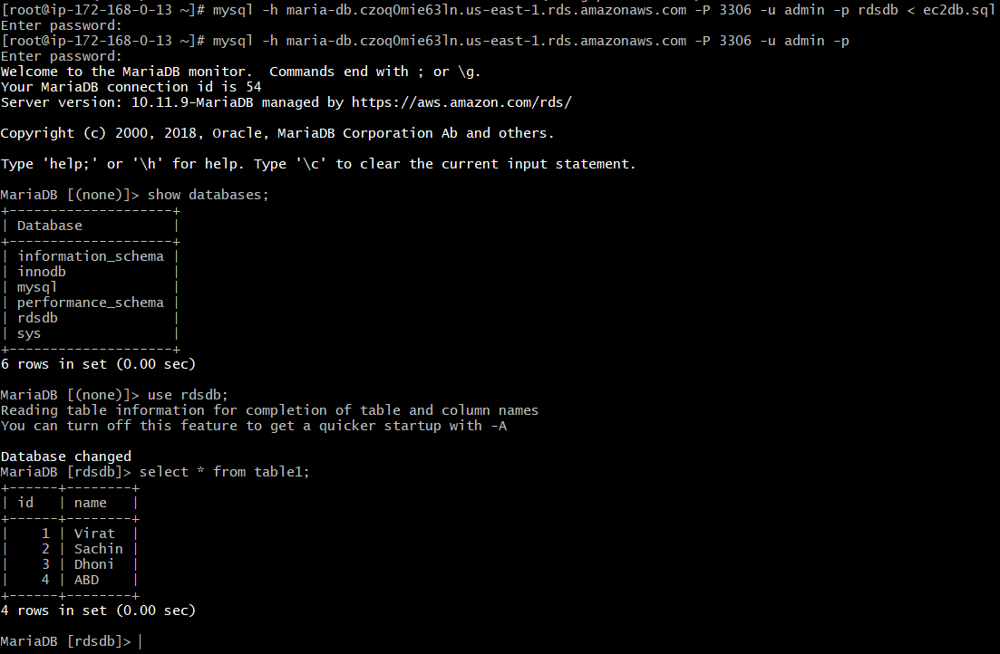 [root@ip-172-168-0-13 ~]# mysql -h maria-db.czoq0mie63ln.us-east-1.rds.amazonaws.com -P 3306 -u admin -p rdsdb < ec2db.sql
Enter password:
[root@ip-172-168-0-13 ~]# mysql -h maria-db.czoq0mie63ln.us-east-1.rds.amazonaws.com -P 3306 -u admin -p
Enter password:
Welcome to the MariaDB monitor.  Commands end with ; or \g.
Your MariaDB connection id is 54
Server version: 10.11.9-MariaDB managed by https://aws.amazon.com/rds/

Copyright (c) 2000, 2018, Oracle, MariaDB Corporation Ab and others.

Type 'help;' or '\h' for help. Type '\c' to clear the current input statement.

MariaDB [(none)]> show databases;
+--------------------+
| Database           |
+--------------------+
| information_schema |
| innodb             |
| mysql              |
| performance_schema |
| rdsdb              |
| sys                |
+--------------------+
6 rows in set (0.00 sec)

MariaDB [(none)]> use rdsdb;
Reading table information for completion of table and column names
You can turn off this feature to get a quicker startup with -A

Database changed
MariaDB [rdsdb]> select * from table1;
+------+--------+
| id   | name   |
+------+--------+
|    1 | Virat  |
|    2 | Sachin |
|    3 | Dhoni  |
|    4 | ABD    |
+------+--------+
4 rows in set (0.00 sec)

MariaDB [rdsdb]>